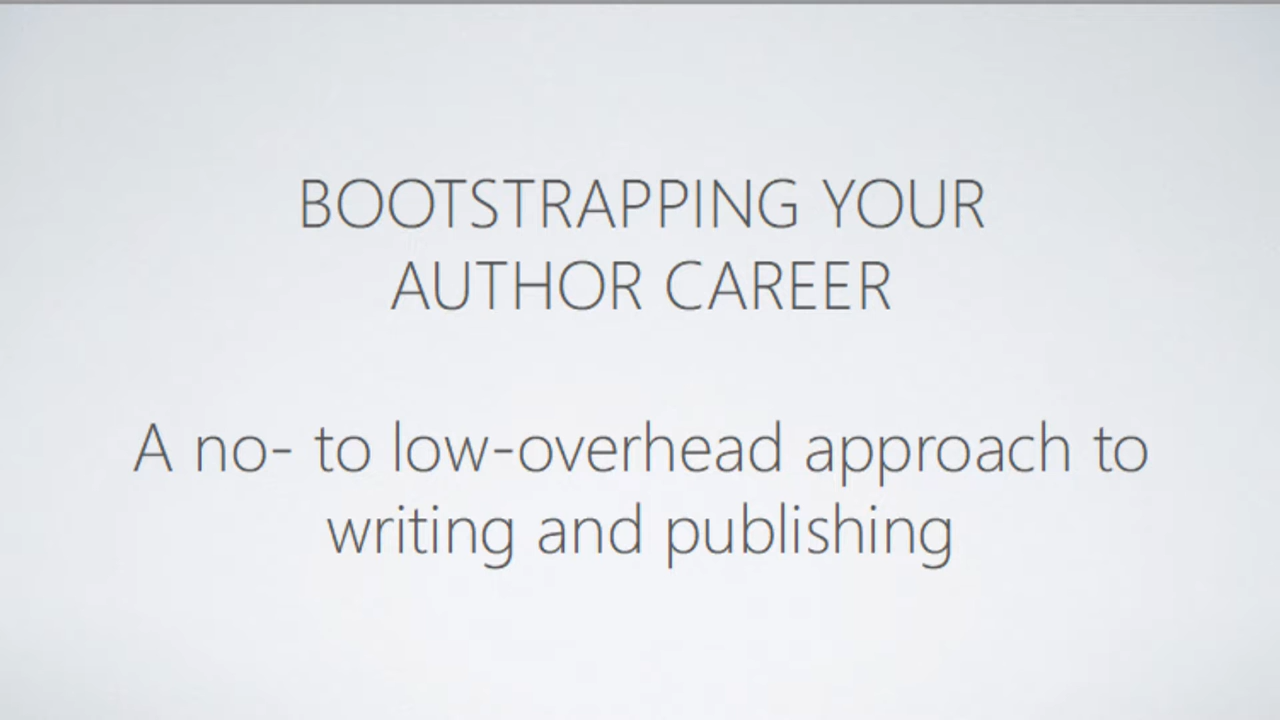 BOOTSTRAPPING YOUR
AUTHOR CAREER
A no- to low-overhead approach to
writing and publishing